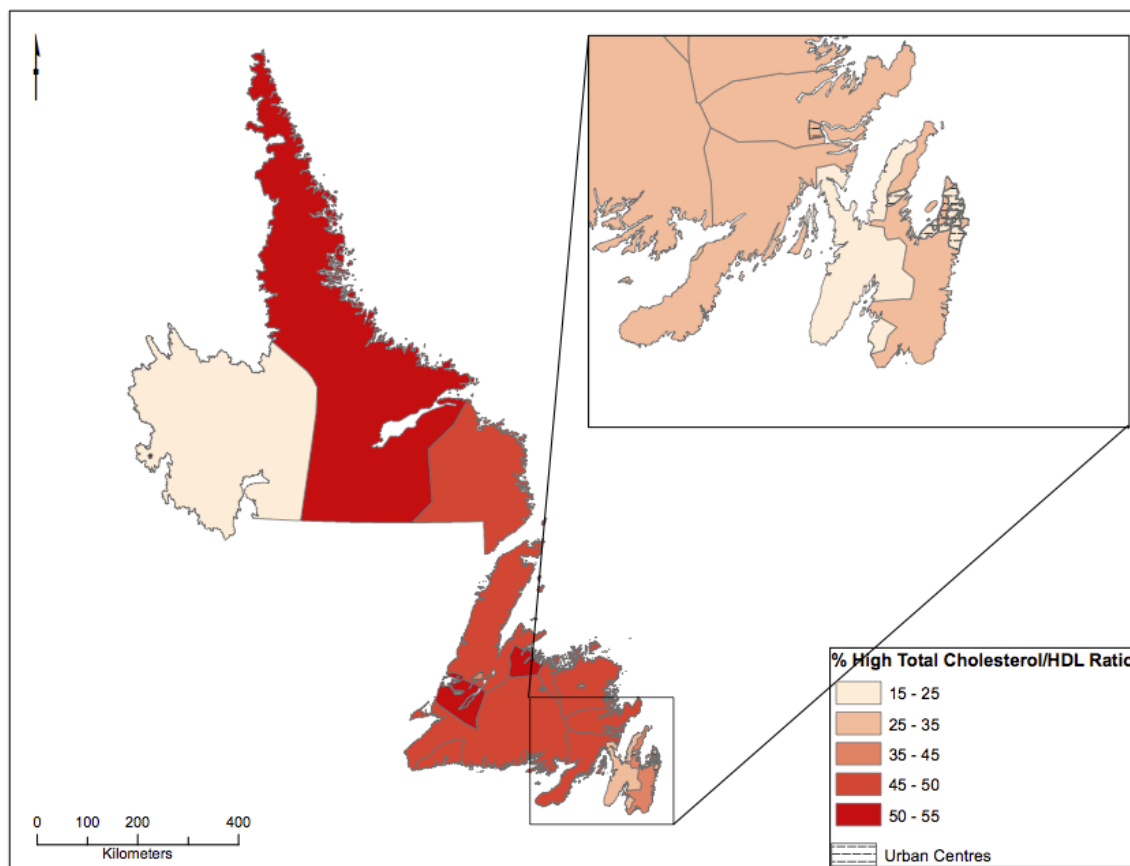 % High Total Cholesterol/HDL Ratio
15 - 25
25 - 35
35 - 45
45 - 50
50 - 55
Urban Centres
0 100 200 400
Kilometers